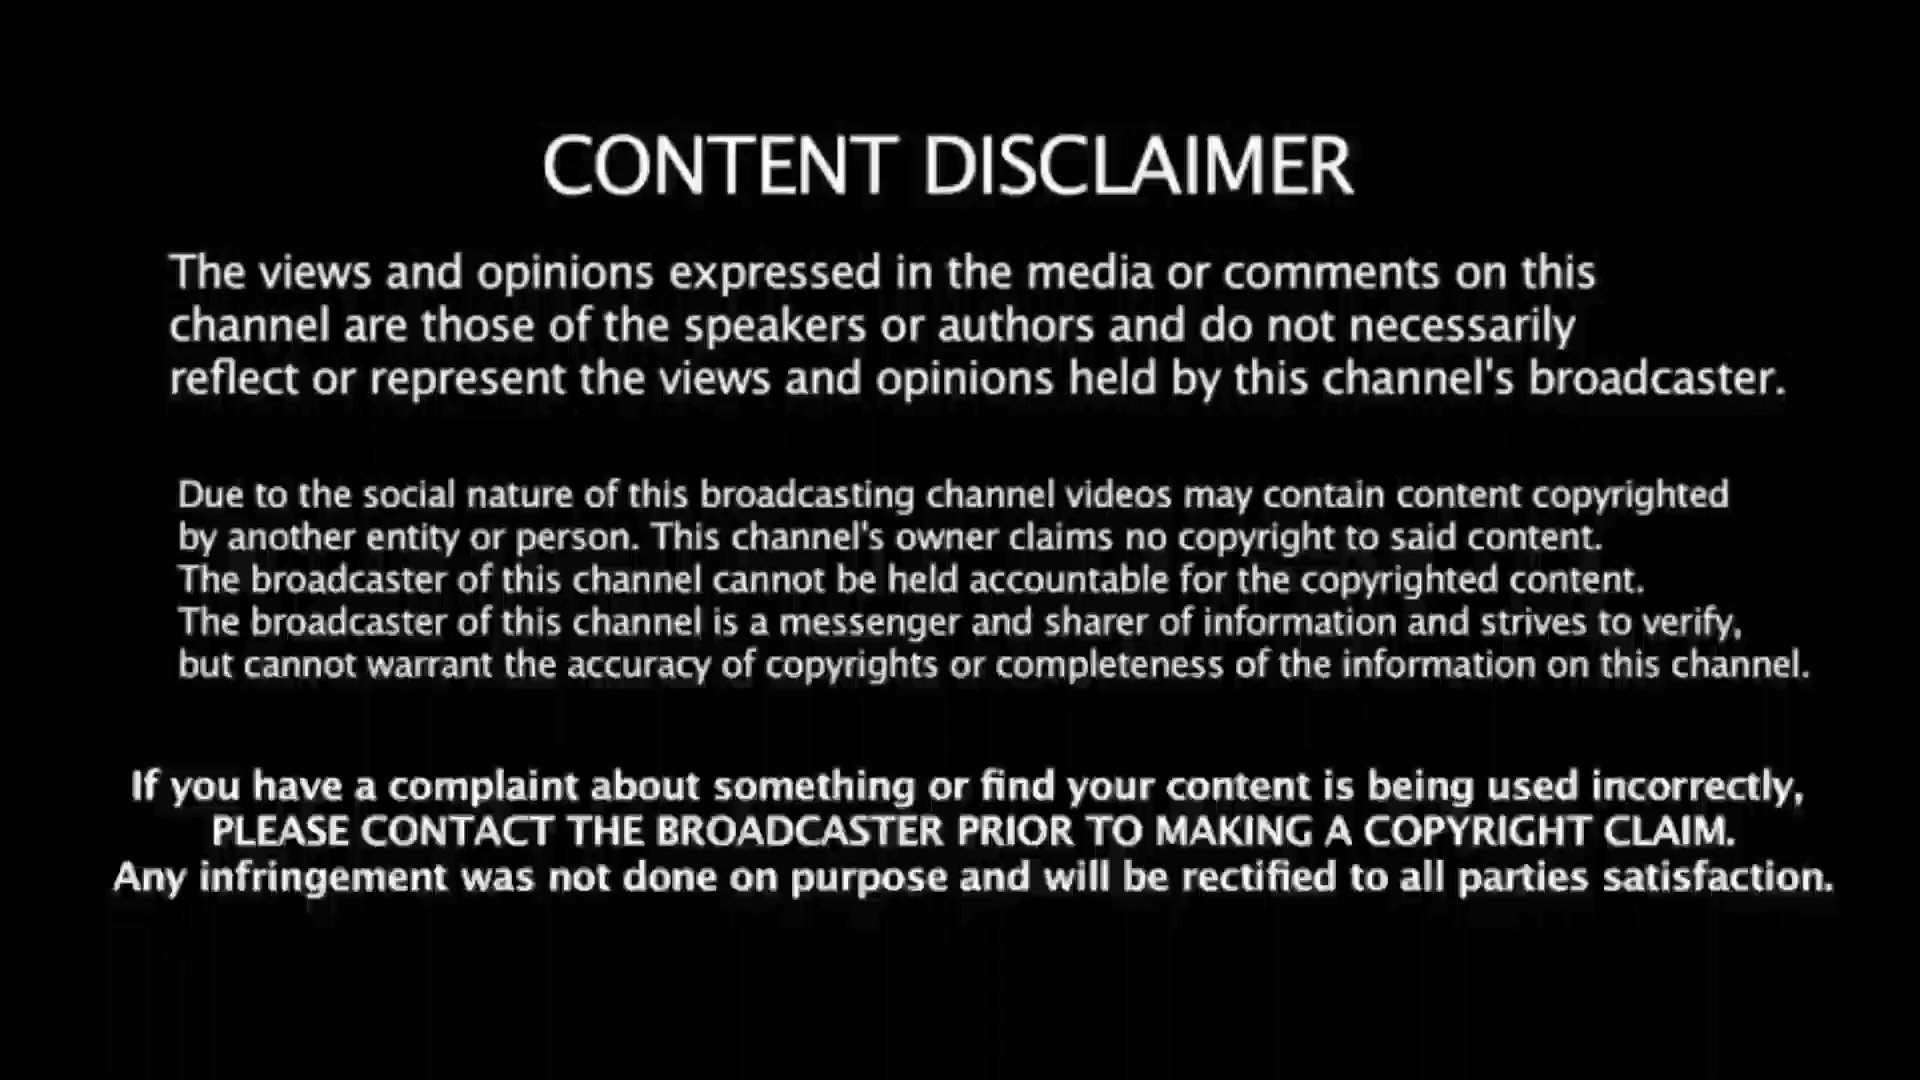 CONTENT DISCLAIMER
The views and opinions expressed in the media or comments on this
channel are those of the speakers or authors and do not necessarily
reflect or represent the views and opinions held by this channel's broadcaster.
Due to the social nature of this broadcasting channel videos may contain content copyrighted
by another entity or person. This channel's owner claims no copyright to said content.
The broadcaster of this channel cannot be held accountable for the copyrighted content.
The broadcaster of this channel is a messenger and sharer of information and strives to verify,
but cannot warrant the accuracy of copyrights or completeness of the information on this channel.
If you have a complaint about something or find your content is being used incorrectly,
PLEASE CONTACT THE BROADCASTER PRIOR TO MAKING A COPYRIGHT CLAIM.
Any infringement was not done on purpose and will be rectified to all parties satisfaction.